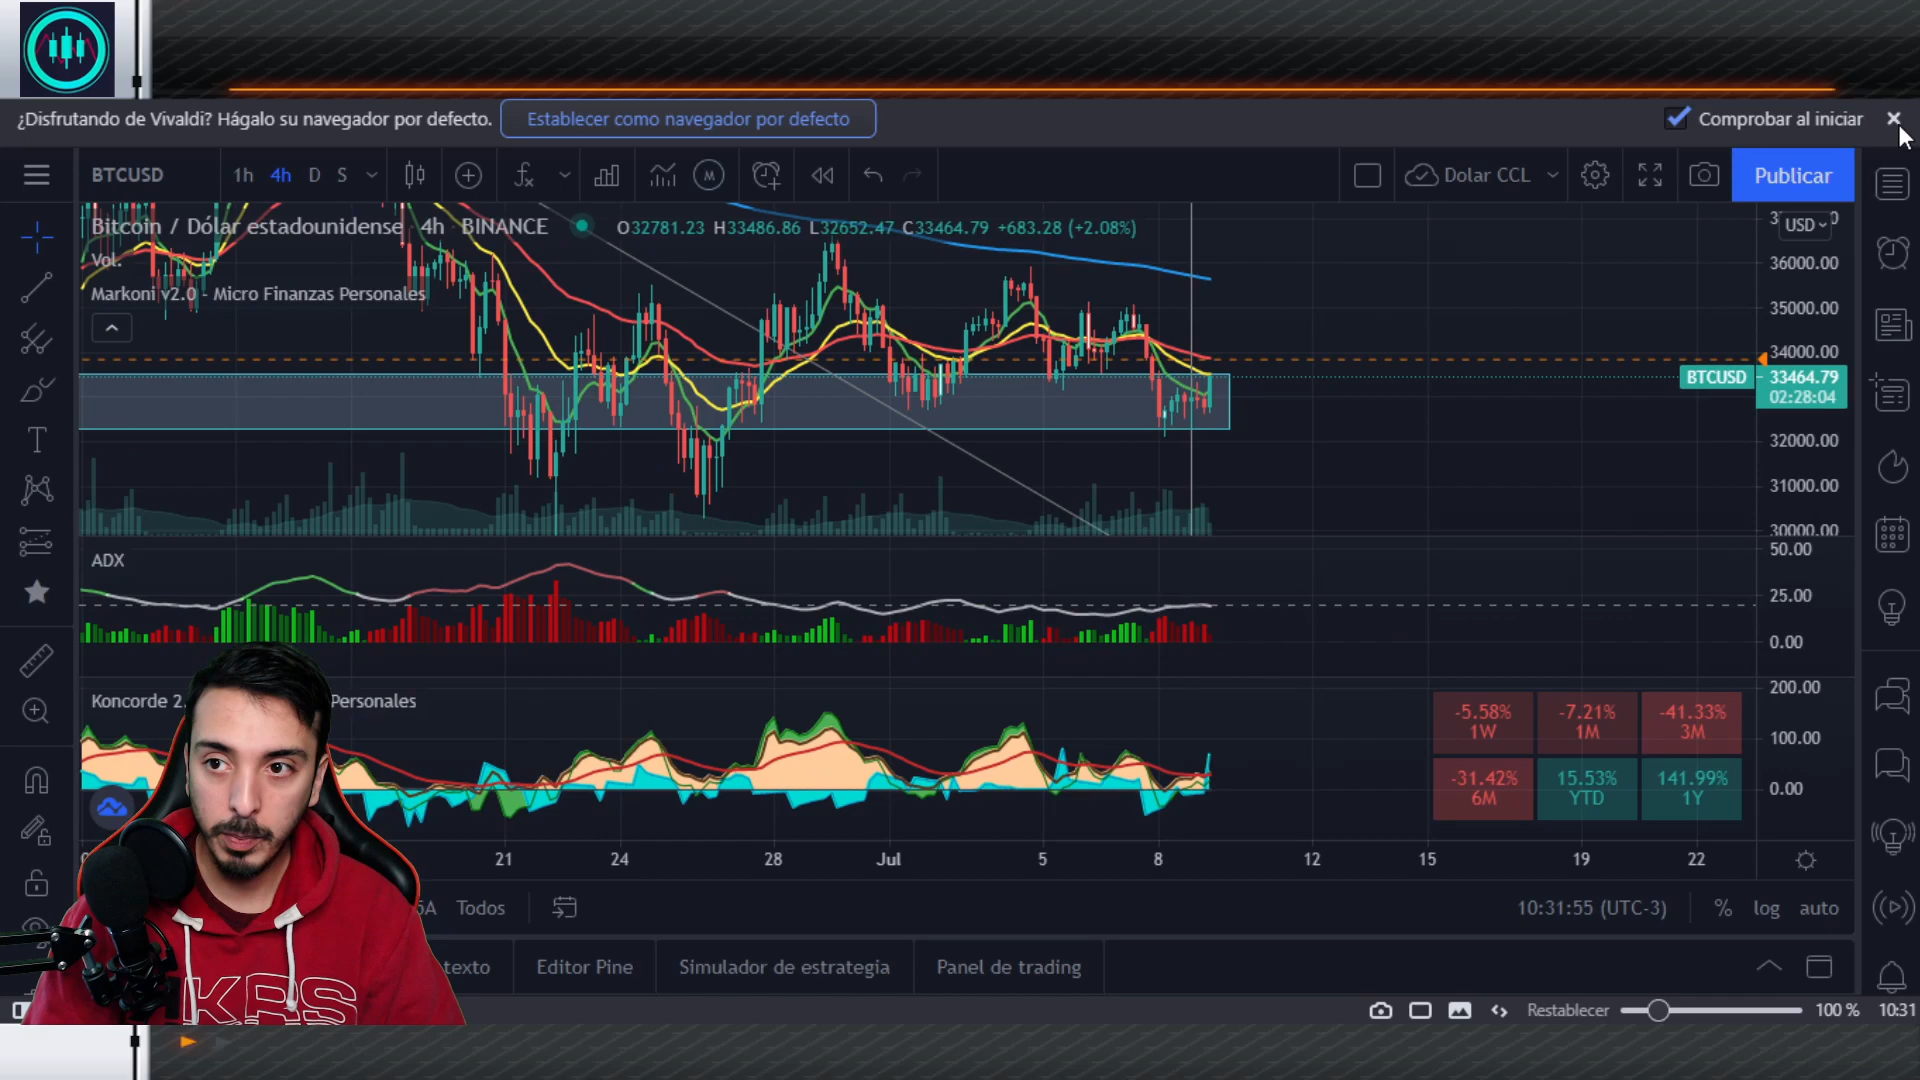 ¿Disfrutando de Vivaldi? Hágalo su navegador por defecto. Establecer como navegador por defecto Comprobar al iniciar
BTCUSD 1h 4h D S M Dolar CCL Publicar
Bitcoin / Dólar estadounidense 4h BINANCE O32781.23 H33486.86 L32652.47 C33464.79 +683.28 (+2.08%)
USD
Vol.
Markoni v2.0 - Micro Finanzas Personales
36000.00
35000.00
34000.00
BTCUSD 33464.79
02:28:04
32000.00
31000.00
30000.00
ADX
50.00
25.00
0.00
Koncorde 2. Personales
200.00
100.00
0.00
-5.58% -7.21% -41.33%
1W 1M 3M
-31.42% 15.53% 141.99%
6M YTD 1Y
21 24 28 Jul 5 8 12 15 19 22
Todos 10:31:55 (UTC-3) % log auto
texto Editor Pine Simulador de estrategia Panel de trading
Restablecer 100 % 10:31
KRS